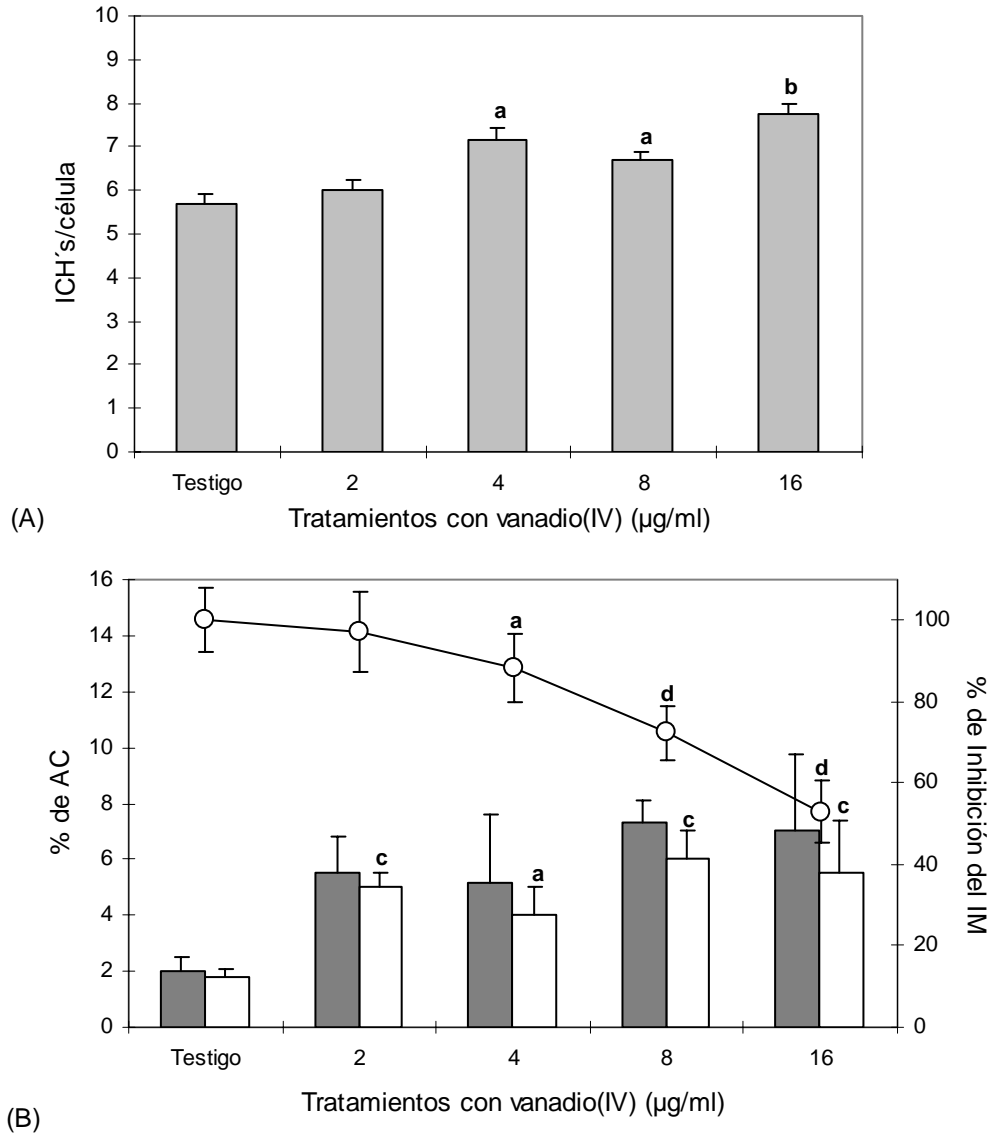 10
9
8
7
6
5
4
3
2
1
0
ICH´s/célula
a
a
b
Testigo 2 4 8 16
(A)
Tratamientos con vanadio(IV) (µg/ml)
16
14
12
10
8
6
4
2
0
% de AC
100
80
60
40
20
0
% de Inhibición del IM
a
d
d
c
a
c
c
Testigo 2 4 8 16
Tratamientos con vanadio(IV) (µg/ml)
(B)